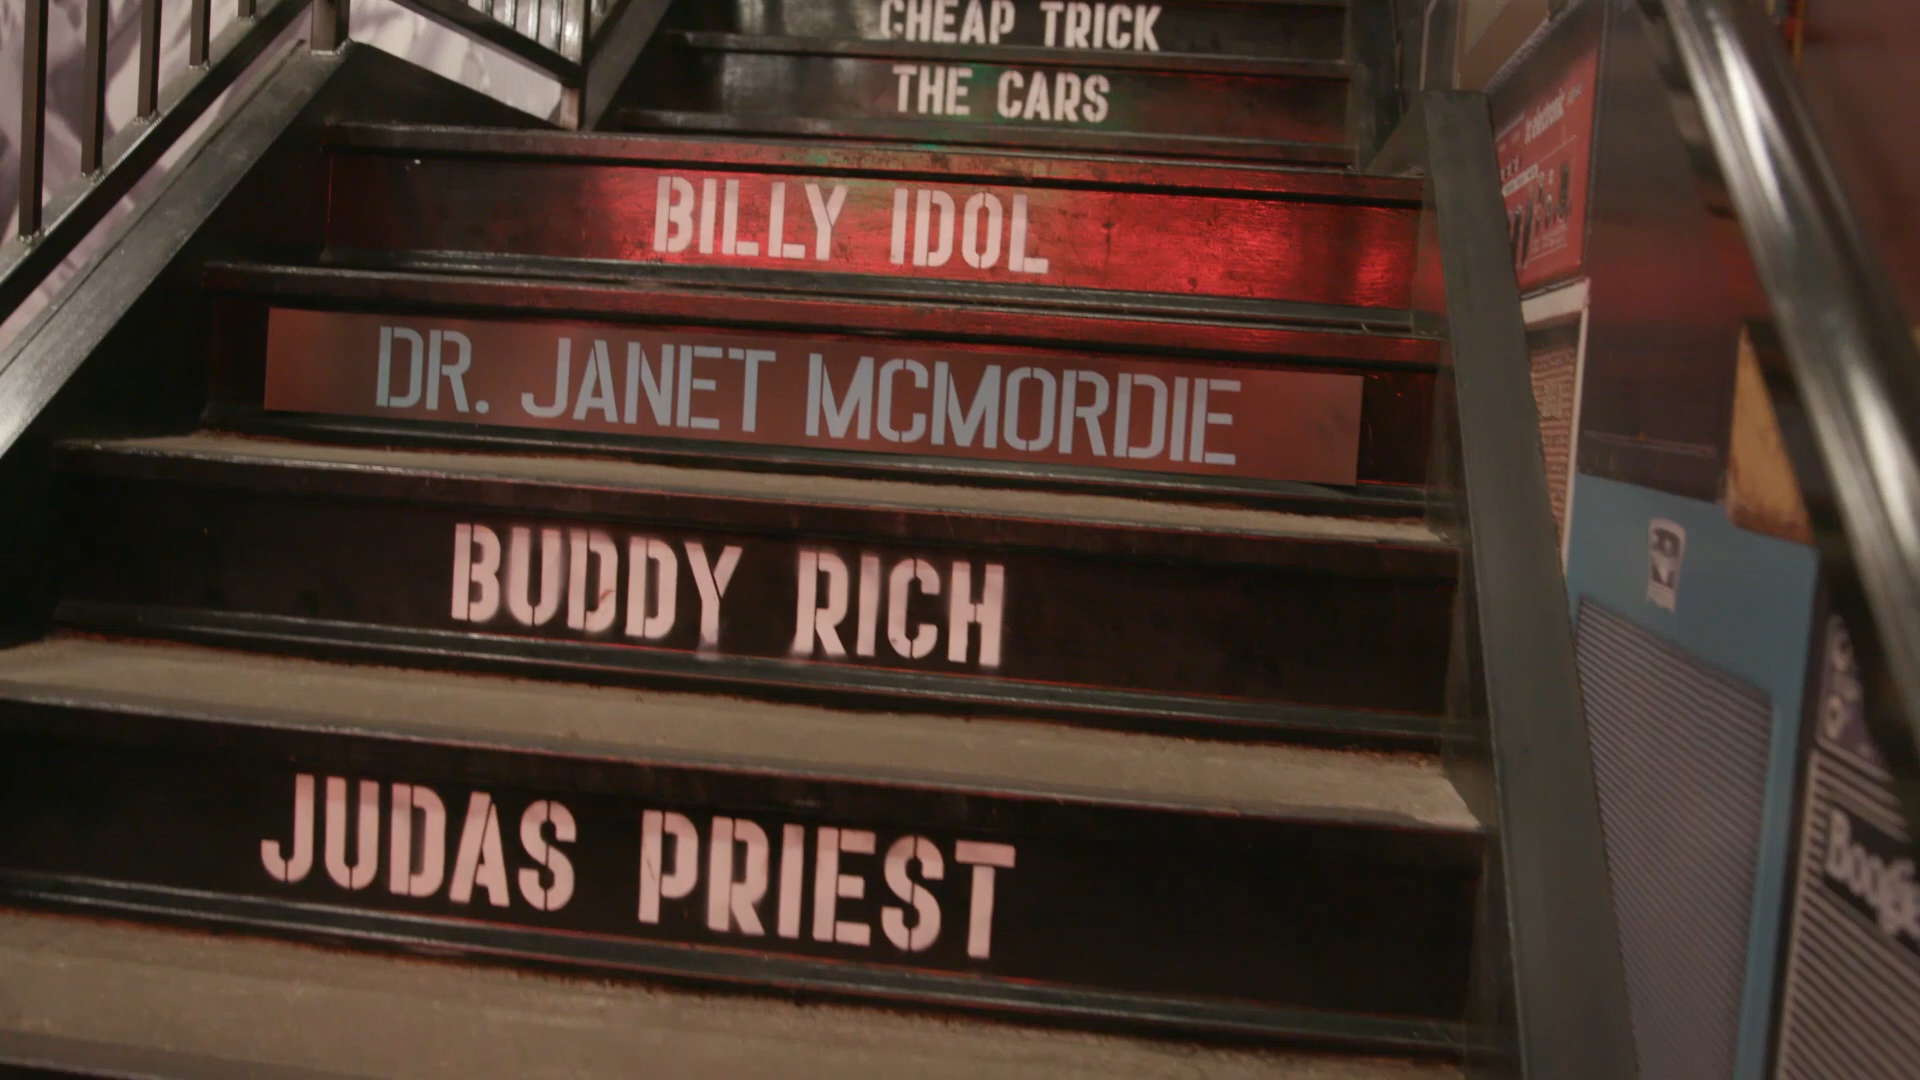 CHEAP TRICK
THE CARS
BILLY IDOL
DR. JANET MCMORDIE
BUDDY RICH
JUDAS PRIEST